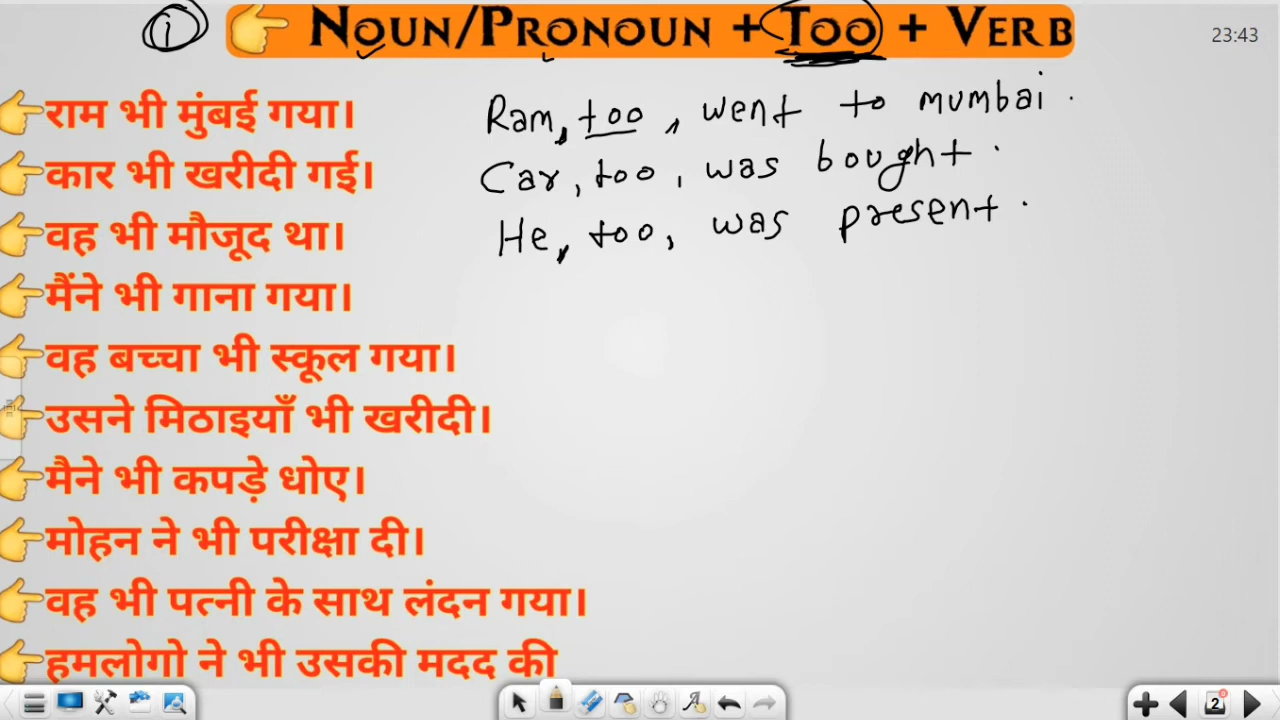 ① NOUN/PRONOUN + TOO + VERB
23:43
राम भी मुंबई गया। Ram, too, went to mumbai.
कार भी खरीदी गई। Car, too, was bought.
वह भी मौजूद था। He, too, was present.
मैंने भी गाना गया।
वह बच्चा भी स्कूल गया।
उसने मिठाइयाँ भी खरीदी।
मैने भी कपड़े धोए।
मोहन ने भी परीक्षा दी।
वह भी पत्नी के साथ लंदन गया।
हमलोगो ने भी उसकी मदद की
2